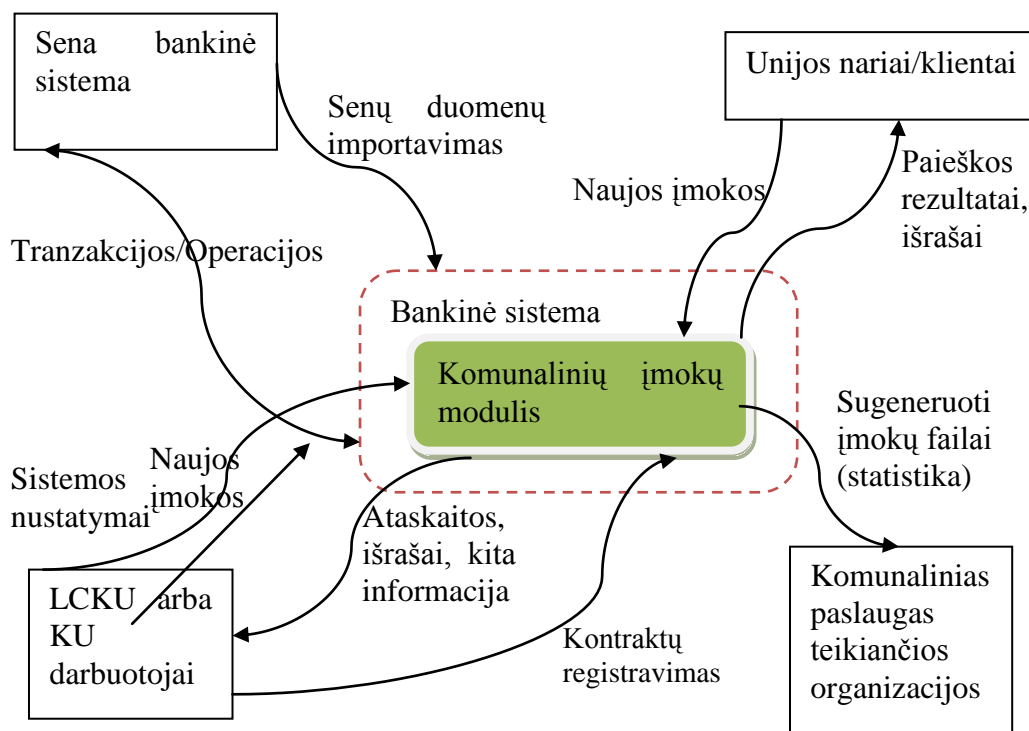 Sena bankinė
sistema
Unijos nariai/klientai
Senų duomenų
importavimas
Naujos įmokos
Paieškos
rezultatai,
išrašai
Tranzakcijos/Operacijos
Bankinė sistema
Komunalinių įmokų
modulis
Sugeneruoti
įmokų failai
(statistika)
Sistemos
nustatymai
Naujos
įmokos
Ataskaitos,
išrašai, kita
informacija
LCKU arba
KU
darbuotojai
Kontraktų
registravimas
Komunalinias
paslaugas
teikiančios
organizacijos